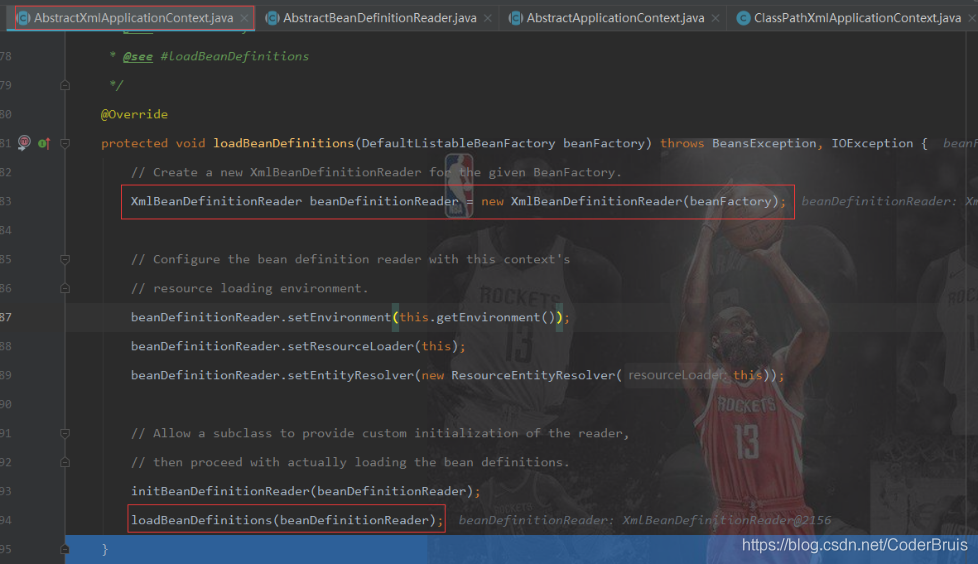 AbstractXmlApplicationContext.java × AbstractBeanDefinitionReader.java × AbstractApplicationContext.java × ClassPathXmlApplicationContext.java ×
78 * @see #loadBeanDefinitions
79 */
80 @Override
81 protected void loadBeanDefinitions(DefaultListableBeanFactory beanFactory) throws BeansException, IOException { beanF
82 // Create a new XmlBeanDefinitionReader for the given BeanFactory.
83 XmlBeanDefinitionReader beanDefinitionReader = new XmlBeanDefinitionReader(beanFactory); beanDefinitionReader: Xm
84
85 // Configure the bean definition reader with this context's
86 // resource loading environment.
87 beanDefinitionReader.setEnvironment(this.getEnvironment());
88 beanDefinitionReader.setResourceLoader(this);
89 beanDefinitionReader.setEntityResolver(new ResourceEntityResolver( resourceLoader: this));
90
91 // Allow a subclass to provide custom initialization of the reader,
92 // then proceed with actually loading the bean definitions.
93 initBeanDefinitionReader(beanDefinitionReader);
94 loadBeanDefinitions(beanDefinitionReader); beanDefinitionReader: XmlBeanDefinitionReader@2156
95 }
ROCKETS
13
ROCKETS
13
https://blog.csdn.net/CoderBruis